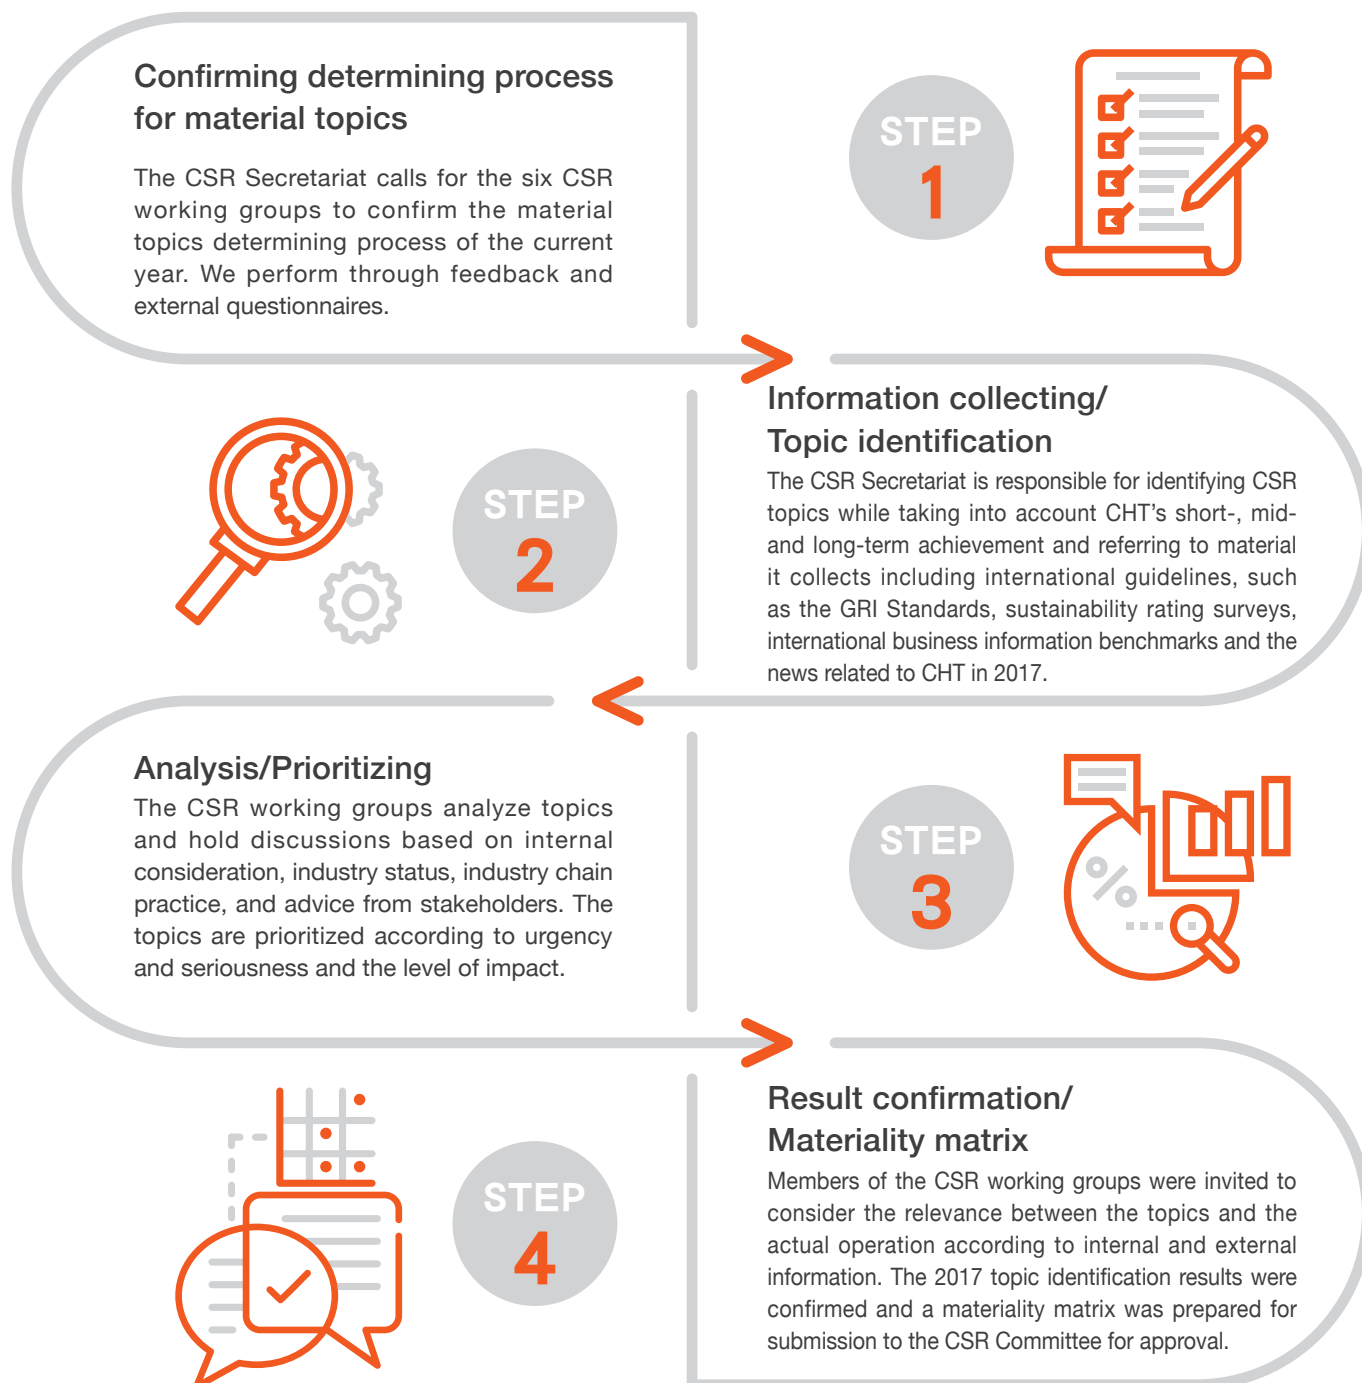 Confirming determining process
for material topics
The CSR Secretariat calls for the six CSR
working groups to confirm the material
topics determining process of the current
year. We perform through feedback and
external questionnaires.
STEP
1
Information collecting/
Topic identification
The CSR Secretariat is responsible for identifying CSR
topics while taking into account CHT's short-, mid-
and long-term achievement and referring to material
it collects including international guidelines, such
as the GRI Standards, sustainability rating surveys,
international business information benchmarks and the
news related to CHT in 2017.
STEP
2
Analysis/Prioritizing
The CSR working groups analyze topics
and hold discussions based on internal
consideration, industry status, industry chain
practice, and advice from stakeholders. The
topics are prioritized according to urgency
and seriousness and the level of impact.
STEP
3
%
Result confirmation/
Materiality matrix
Members of the CSR working groups were invited to
consider the relevance between the topics and the
actual operation according to internal and external
information. The 2017 topic identification results were
confirmed and a materiality matrix was prepared for
submission to the CSR Committee for approval.
STEP
4